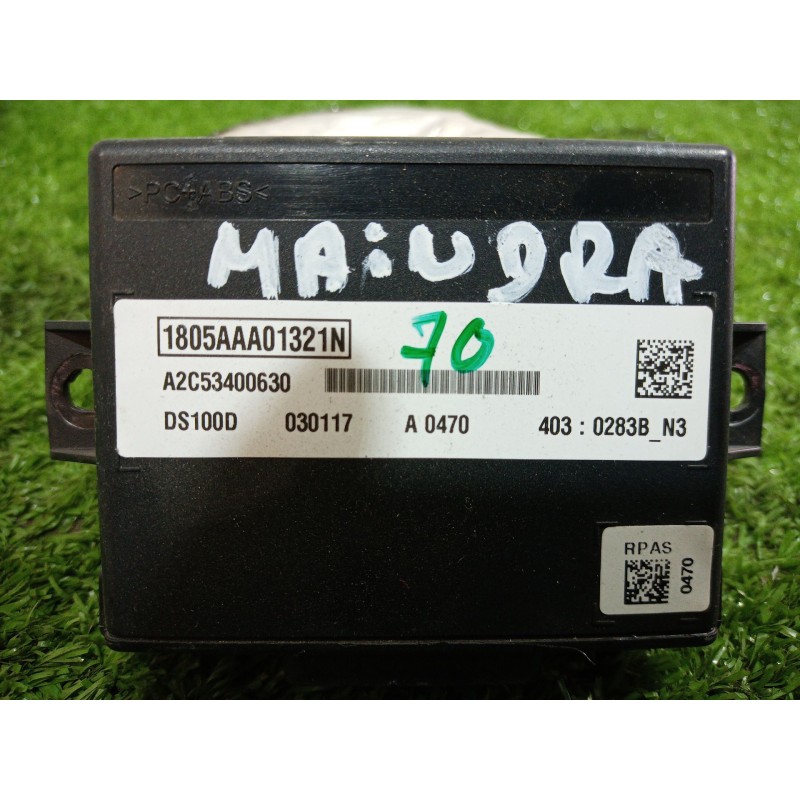 >PC+ABS<
MAiUDRA
1805AAA01321N
70
A2C53400630
DS100D 030117 A 0470 403 : 0283B_N3
RPAS
0470